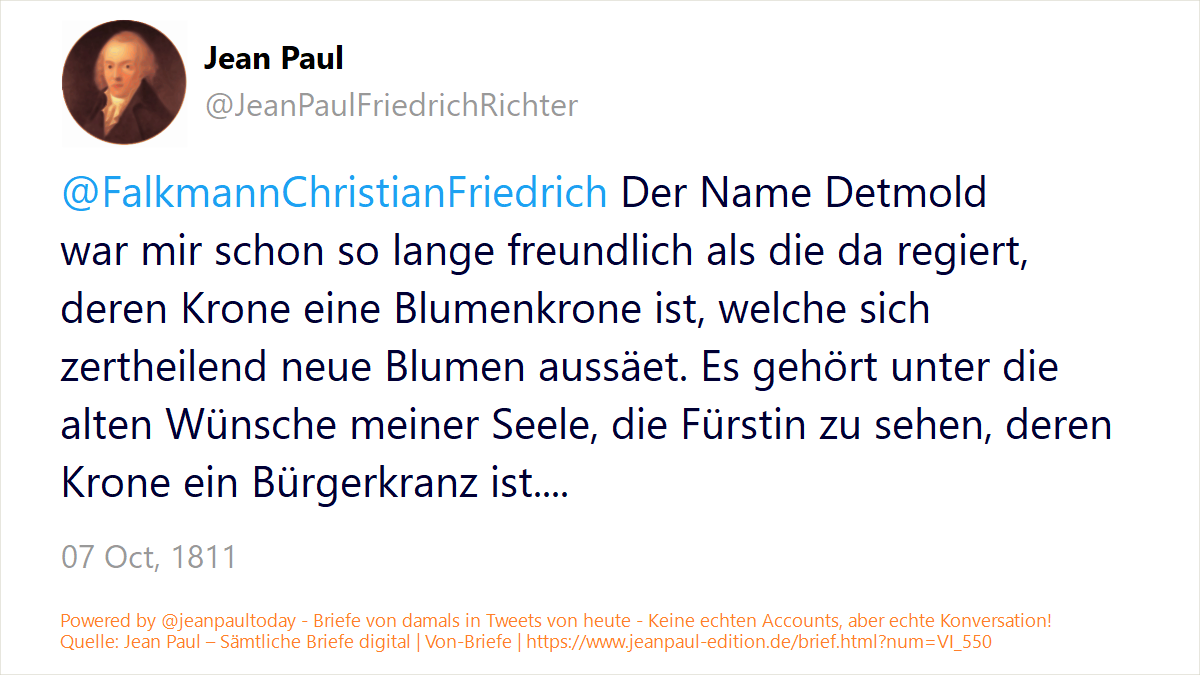 Jean Paul
@JeanPaulFriedrichRichter
@FalkmannChristianFriedrich Der Name Detmold
war mir schon so lange freundlich als die da regiert,
deren Krone eine Blumenkrone ist, welche sich
zertheilend neue Blumen aussäet. Es gehört unter die
alten Wünsche meiner Seele, die Fürstin zu sehen, deren
Krone ein Bürgerkranz ist....
07 Oct, 1811
Powered by @jeanpaultoday - Briefe von damals in Tweets von heute - Keine echten Accounts, aber echte Konversation!
Quelle: Jean Paul – Sämtliche Briefe digital | Von-Briefe | https://www.jeanpaul-edition.de/brief.html?num=VI_550